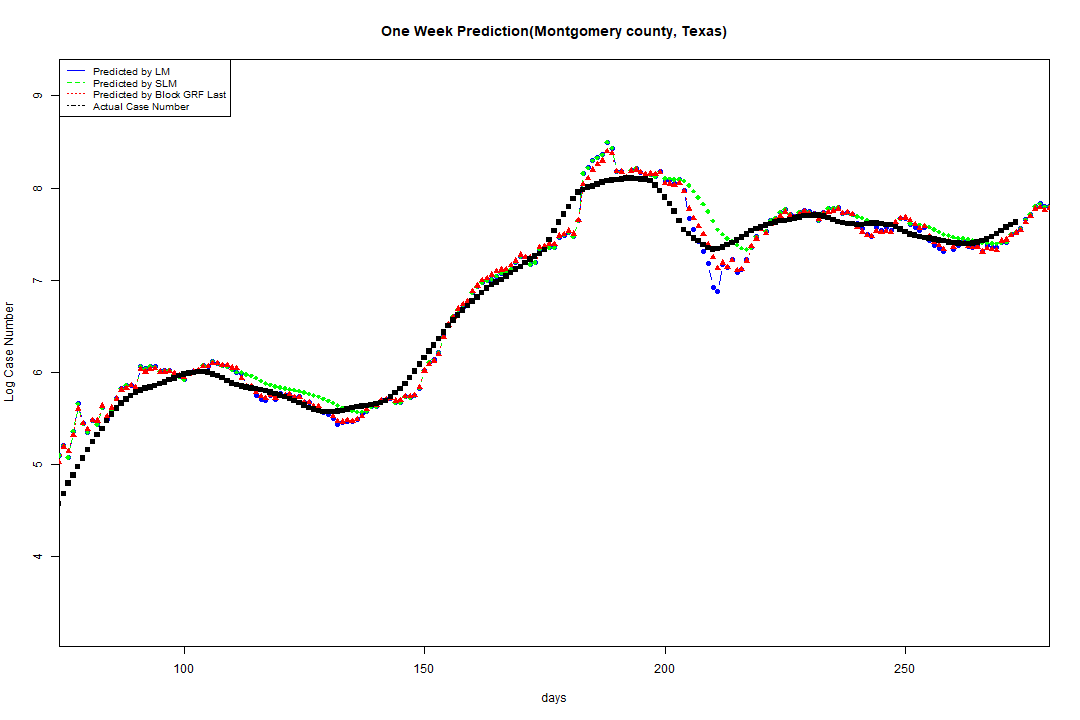 One Week Prediction(Montgomery county, Texas)
Predicted by LM
Predicted by SLM
Predicted by Block GRF Last
Actual Case Number
9
8
7
6
5
4
Log Case Number
100 150 200 250
days